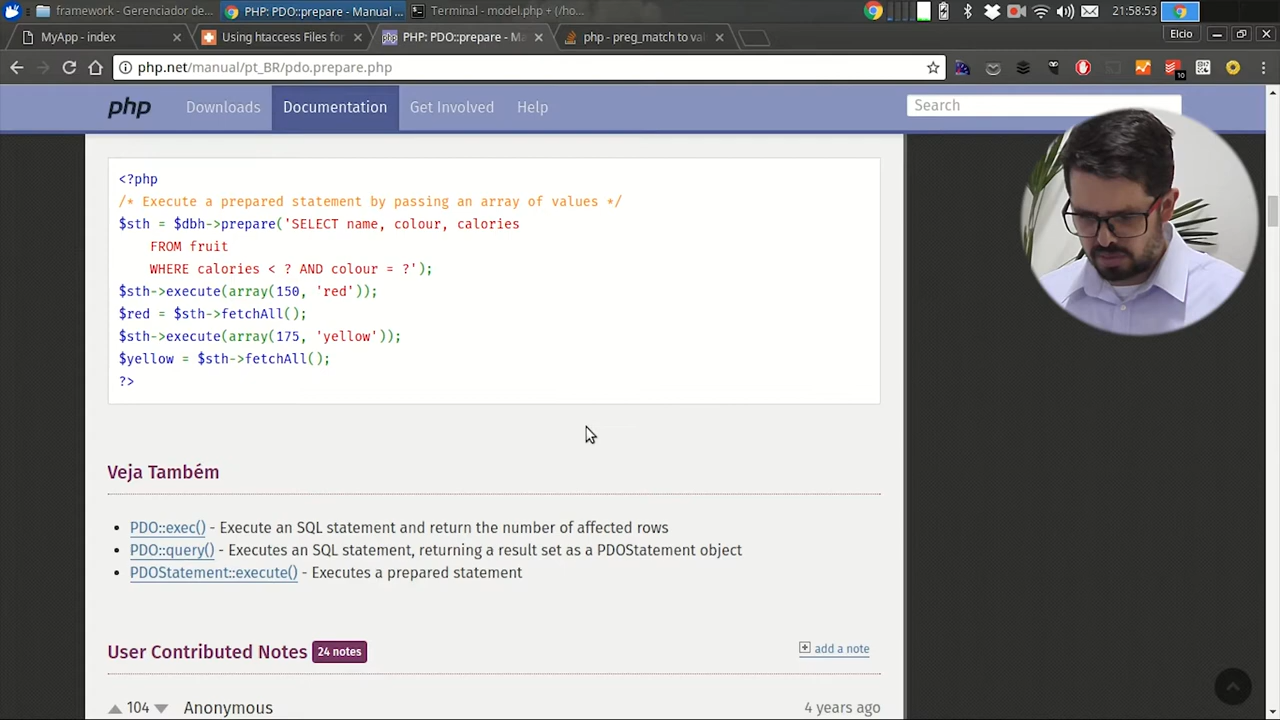 framework - Gerenciador de...
PHP: PDO::prepare - Manual ...
Terminal - model.php + (/ho...
21:58:53
MyApp - index
Using htaccess Files for
PHP: PDO::prepare - Ma
php - preg_match to val
Elcio
php.net/manual/pt_BR/pdo.prepare.php
10
php
Downloads
Documentation
Get Involved
Help
Search
<?php
/* Execute a prepared statement by passing an array of values */
$sth = $dbh->prepare('SELECT name, colour, calories
FROM fruit
WHERE calories < ? AND colour = ?');
$sth->execute(array(150, 'red'));
$red = $sth->fetchAll();
$sth->execute(array(175, 'yellow'));
$yellow = $sth->fetchAll();
?>
Veja Também
• PDO::exec() - Execute an SQL statement and return the number of affected rows
• PDO::query() - Executes an SQL statement, returning a result set as a PDOStatement object
• PDOStatement::execute() - Executes a prepared statement
User Contributed Notes 24 notes
add a note
104 Anonymous
4 years ago